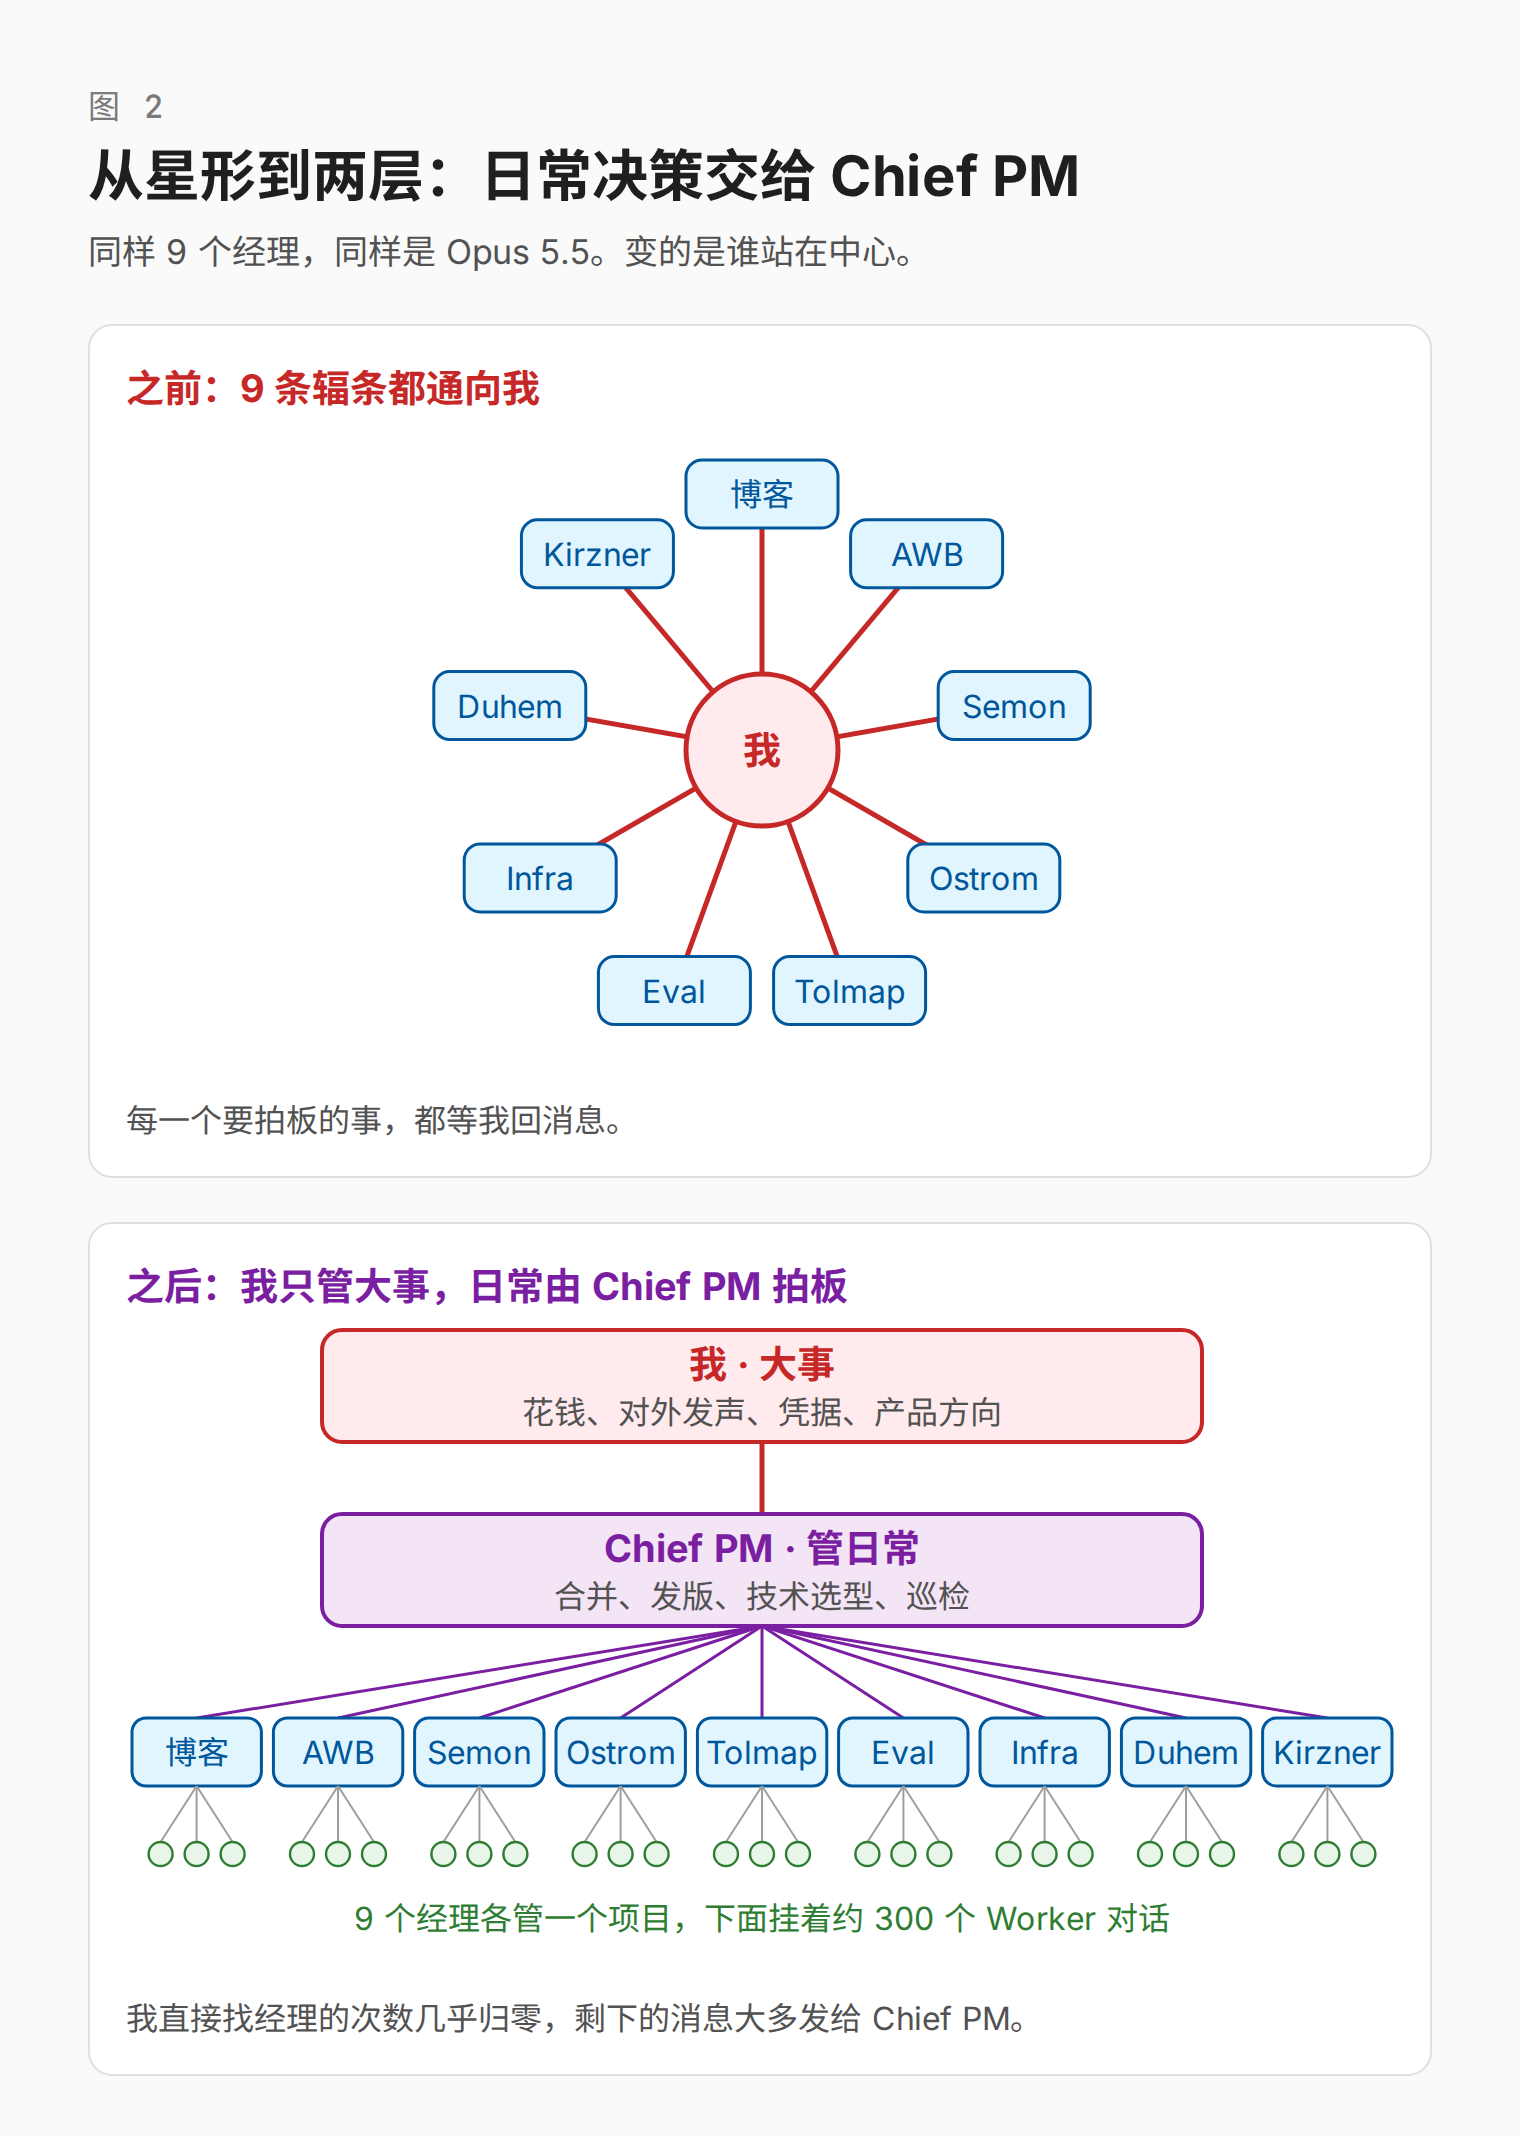 图 2
从星形到两层：日常决策交给 Chief PM
同样 9 个经理，同样是 Opus 5.5。变的是谁站在中心。
之前：9 条辐条都通向我
博客
Kirzner
AWB
Duhem
Semon
我
Infra
Ostrom
Eval
Tolmap
每一个要拍板的事，都等我回消息。
之后：我只管大事，日常由 Chief PM 拍板
我 · 大事
花钱、对外发声、凭据、产品方向
Chief PM · 管日常
合并、发版、技术选型、巡检
博客
AWB
Semon
Ostrom
Tolmap
Eval
Infra
Duhem
Kirzner
9 个经理各管一个项目，下面挂着约 300 个 Worker 对话
我直接找经理的次数几乎归零，剩下的消息大多发给 Chief PM。